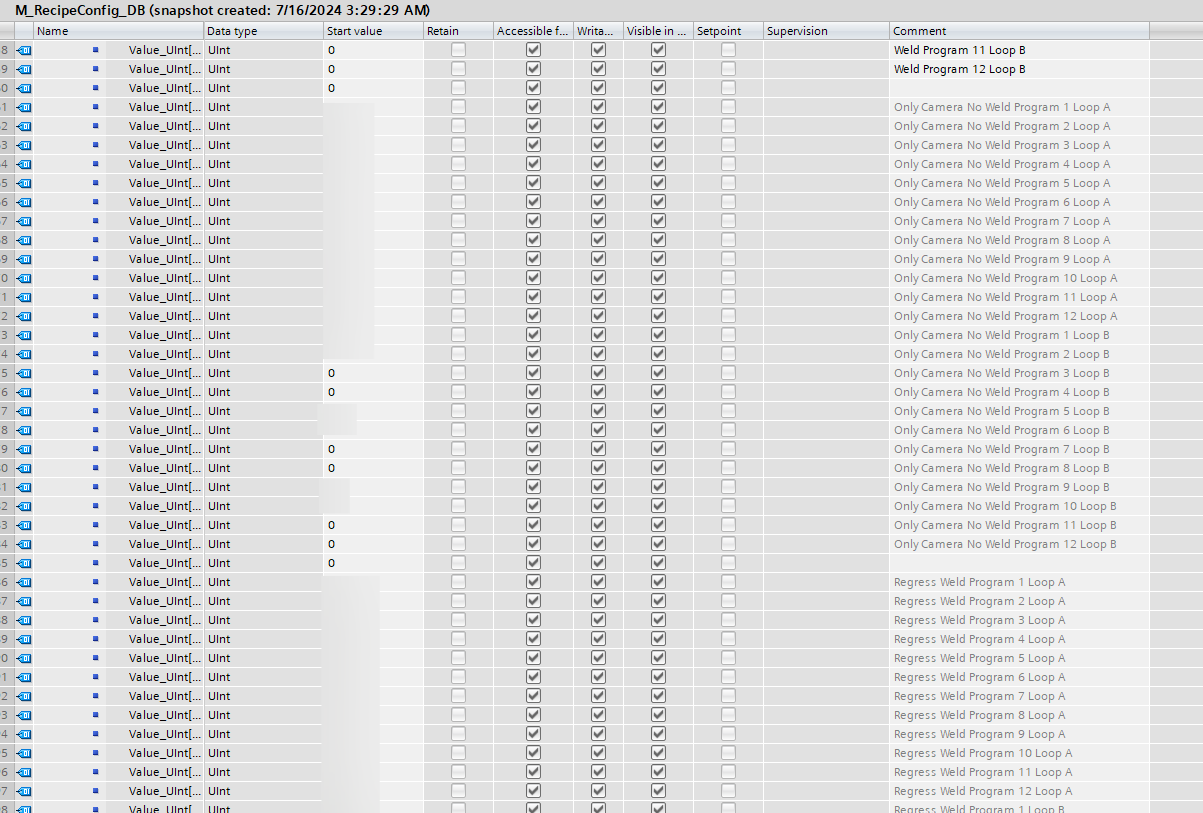 M_RecipeConfig_DB (snapshot created: 7/16/2024 3:29:29 AM)
Name Data type Start value Retain Accessible f... Writa... Visible in ... Setpoint Supervision Comment
8 Value_UInt[... UInt 0 Weld Program 11 Loop B
9 Value_UInt[... UInt 0 Weld Program 12 Loop B
0 Value_UInt[... UInt 0
1 Value_UInt[... UInt Only Camera No Weld Program 1 Loop A
2 Value_UInt[... UInt Only Camera No Weld Program 2 Loop A
3 Value_UInt[... UInt Only Camera No Weld Program 3 Loop A
4 Value_UInt[... UInt Only Camera No Weld Program 4 Loop A
5 Value_UInt[... UInt Only Camera No Weld Program 5 Loop A
6 Value_UInt[... UInt Only Camera No Weld Program 6 Loop A
7 Value_UInt[... UInt Only Camera No Weld Program 7 Loop A
8 Value_UInt[... UInt Only Camera No Weld Program 8 Loop A
9 Value_UInt[... UInt Only Camera No Weld Program 9 Loop A
0 Value_UInt[... UInt Only Camera No Weld Program 10 Loop A
1 Value_UInt[... UInt Only Camera No Weld Program 11 Loop A
2 Value_UInt[... UInt Only Camera No Weld Program 12 Loop A
3 Value_UInt[... UInt Only Camera No Weld Program 1 Loop B
4 Value_UInt[... UInt Only Camera No Weld Program 2 Loop B
5 Value_UInt[... UInt 0 Only Camera No Weld Program 3 Loop B
6 Value_UInt[... UInt 0 Only Camera No Weld Program 4 Loop B
7 Value_UInt[... UInt Only Camera No Weld Program 5 Loop B
8 Value_UInt[... UInt Only Camera No Weld Program 6 Loop B
9 Value_UInt[... UInt 0 Only Camera No Weld Program 7 Loop B
0 Value_UInt[... UInt 0 Only Camera No Weld Program 8 Loop B
1 Value_UInt[... UInt Only Camera No Weld Program 9 Loop B
2 Value_UInt[... UInt Only Camera No Weld Program 10 Loop B
3 Value_UInt[... UInt 0 Only Camera No Weld Program 11 Loop B
4 Value_UInt[... UInt 0 Only Camera No Weld Program 12 Loop B
5 Value_UInt[... UInt 0
6 Value_UInt[... UInt Regress Weld Program 1 Loop A
7 Value_UInt[... UInt Regress Weld Program 2 Loop A
8 Value_UInt[... UInt Regress Weld Program 3 Loop A
9 Value_UInt[... UInt Regress Weld Program 4 Loop A
0 Value_UInt[... UInt Regress Weld Program 5 Loop A
1 Value_UInt[... UInt Regress Weld Program 6 Loop A
2 Value_UInt[... UInt Regress Weld Program 7 Loop A
3 Value_UInt[... UInt Regress Weld Program 8 Loop A
4 Value_UInt[... UInt Regress Weld Program 9 Loop A
5 Value_UInt[... UInt Regress Weld Program 10 Loop A
6 Value_UInt[... UInt Regress Weld Program 11 Loop A
7 Value_UInt[... UInt Regress Weld Program 12 Loop A
8 Value_UInt[... UInt Regress Weld Program 1 Loop B